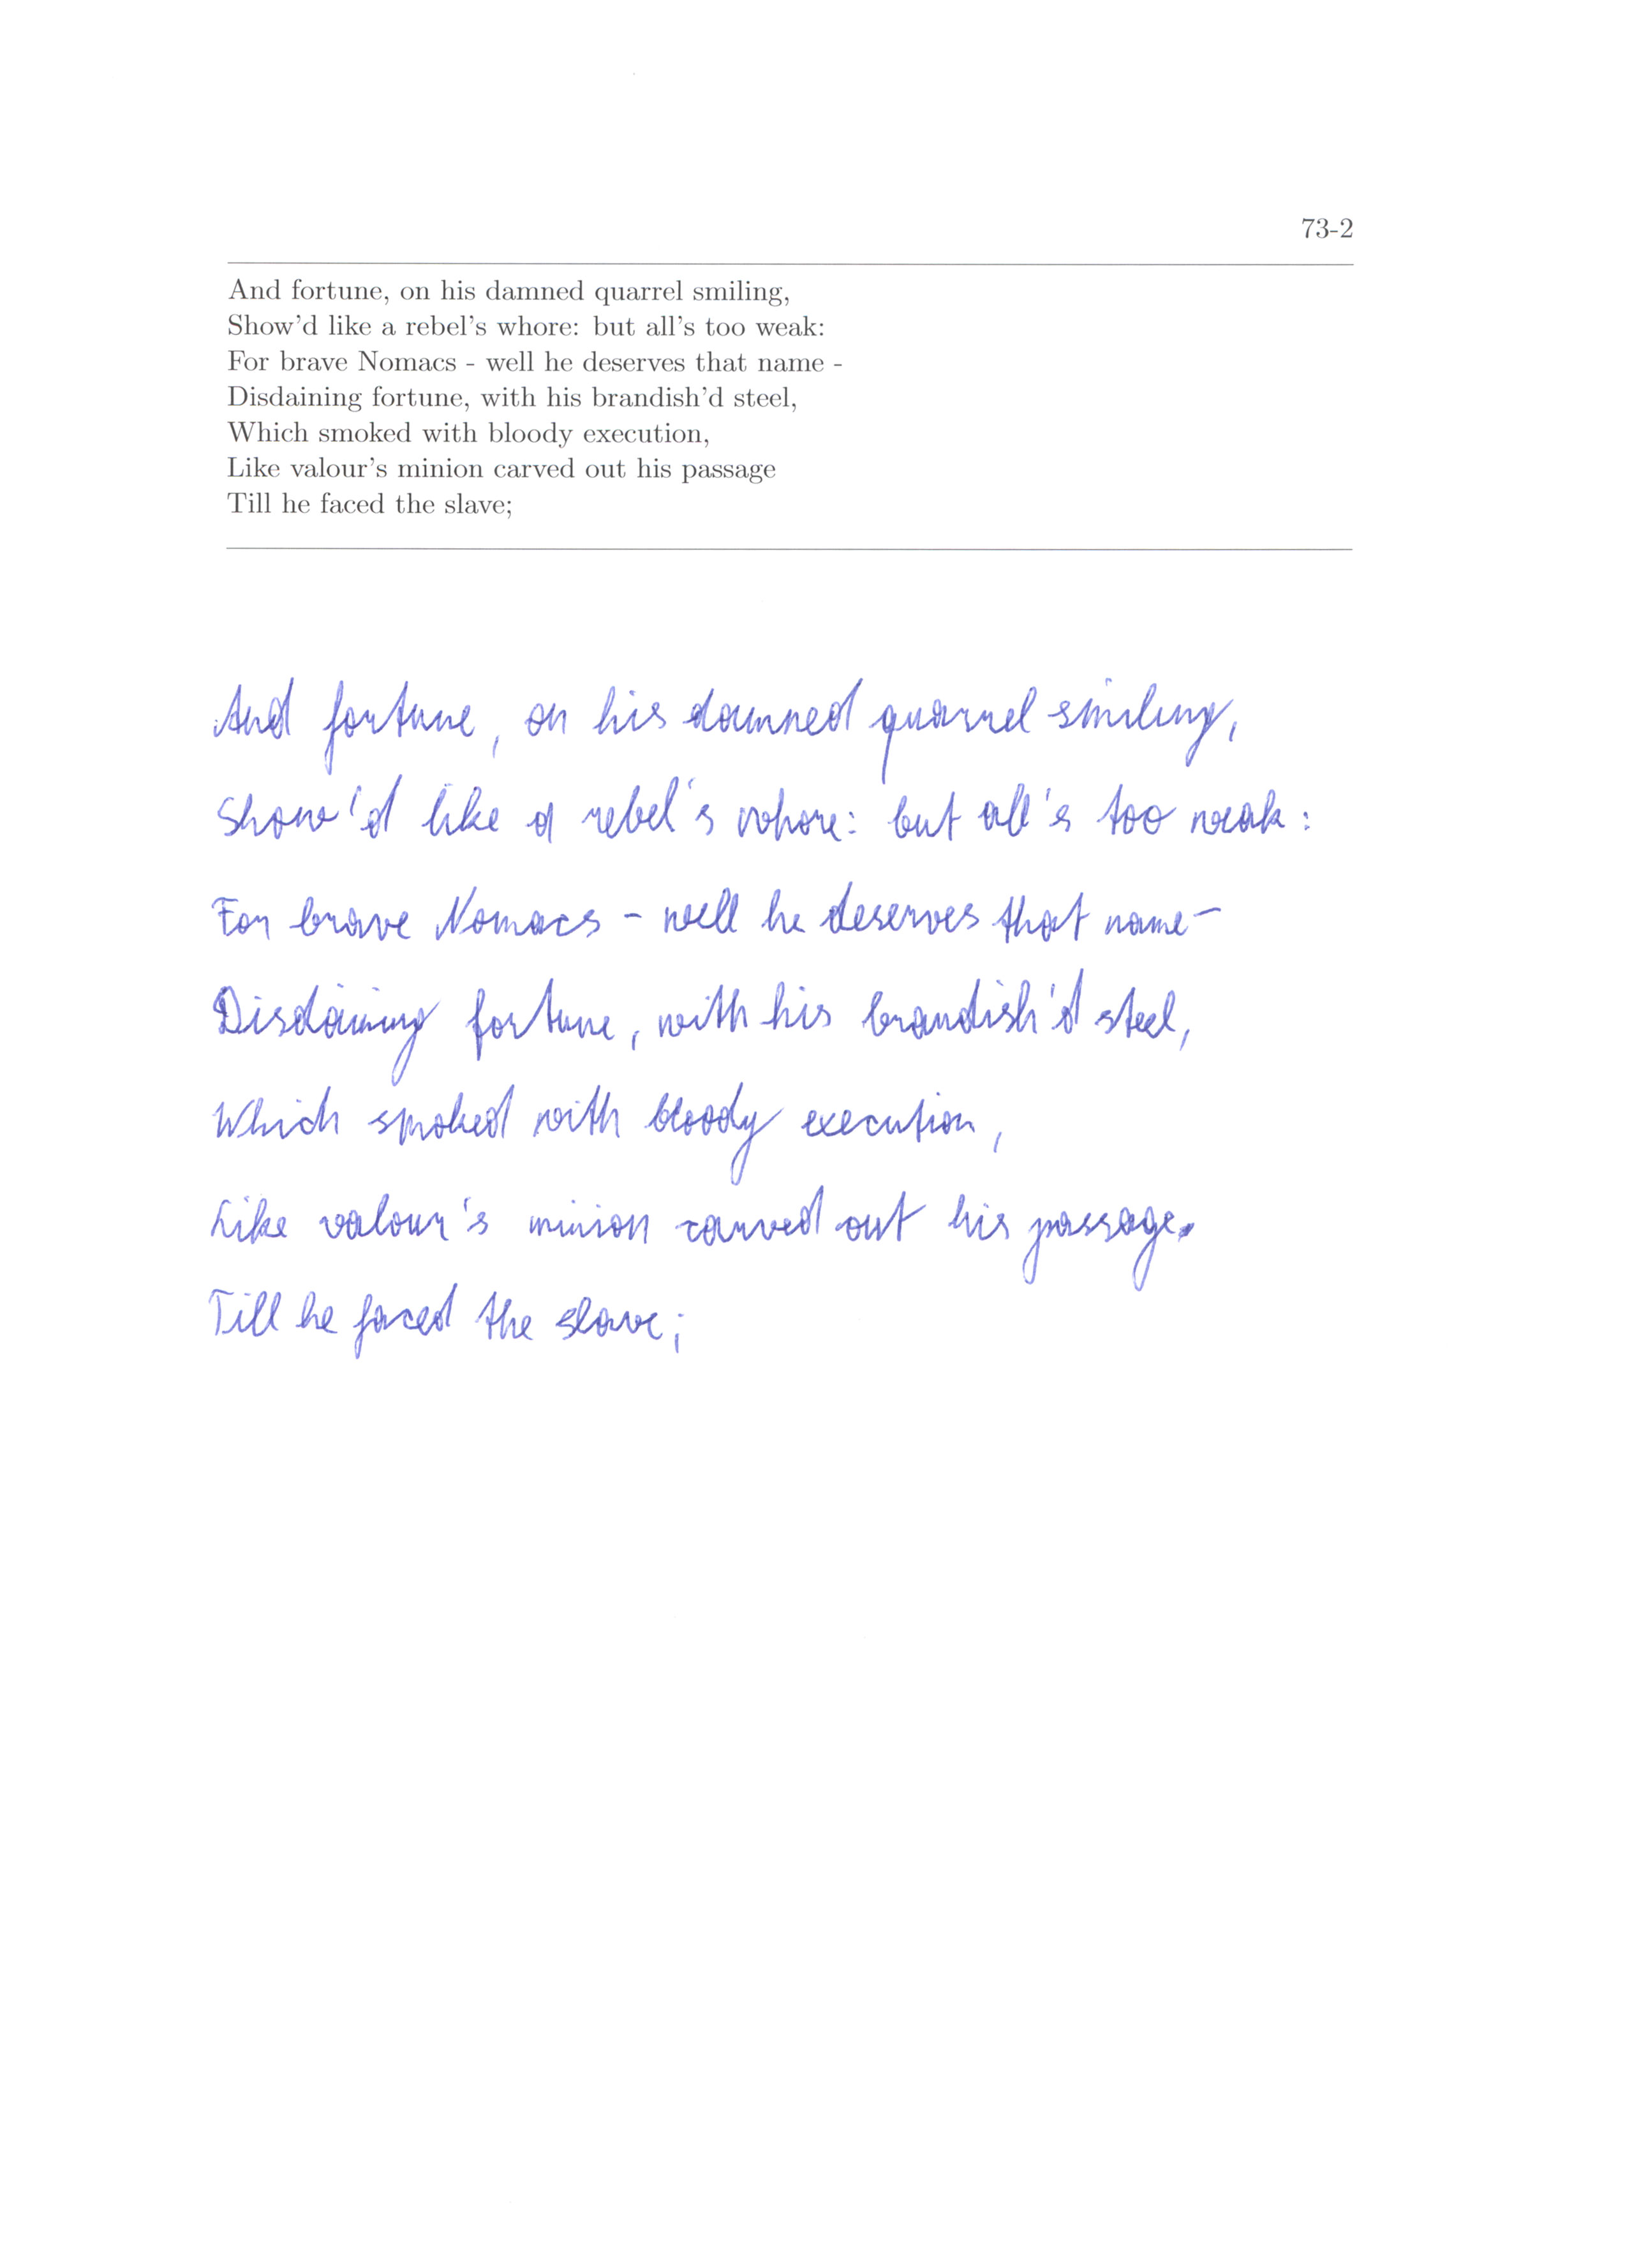 73-2
And fortune, on his damned quarrel smiling,
Show'd like a rebel's whore: but all's too weak:
For brave Nomacs - well he deserves that name -
Disdaining fortune, with his brandish'd steel,
Which smoked with bloody execution,
Like valour's minion carved out his passage
Till he faced the slave;
And fortune, on his damned quarrel smiling,
Show'd like a rebel's whore: but all's too weak:
For brave Nomacs - well he deserves that name -
Disdaining fortune, with his brandish'd steel,
Which smoked with bloody execution,
Like valour's minion carved out his passage.
Till he faced the slave;